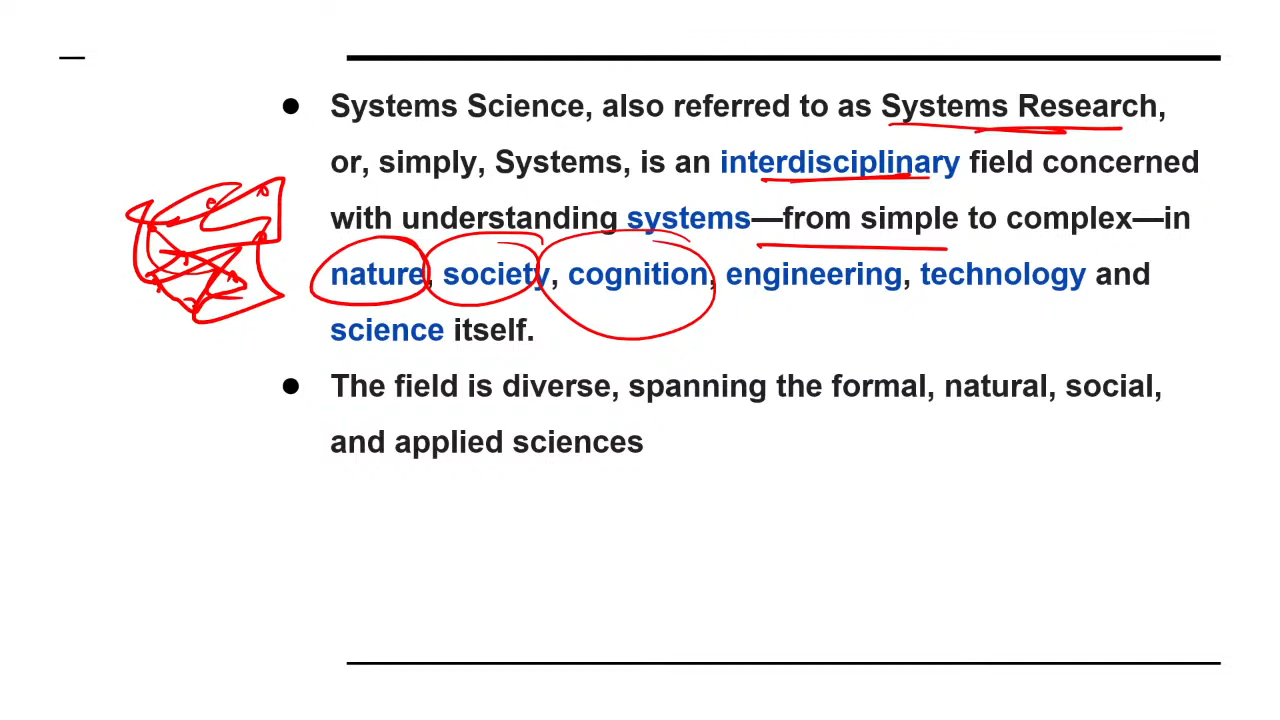 ● Systems Science, also referred to as Systems Research,
or, simply, Systems, is an interdisciplinary field concerned
with understanding systems—from simple to complex—in
nature, society, cognition, engineering, technology and
science itself.
● The field is diverse, spanning the formal, natural, social,
and applied sciences